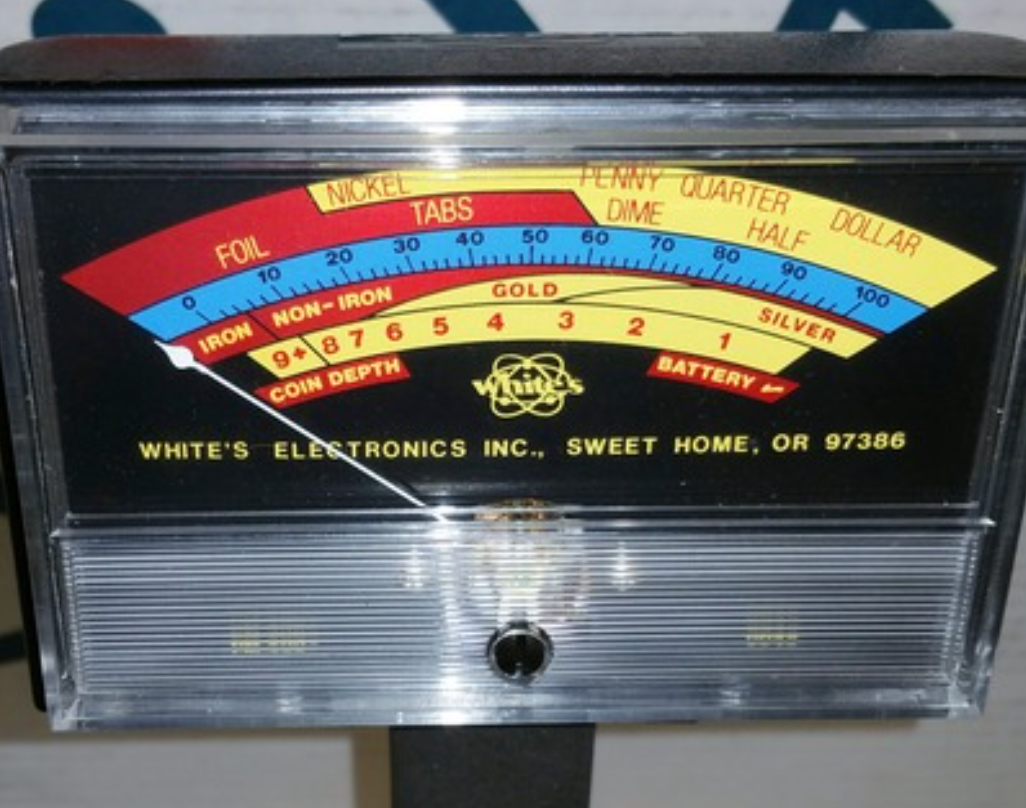 NICKEL PENNY QUARTER DOLLAR
FOIL TABS DIME HALF
0 10 20 30 40 50 60 70 80 90 100
IRON NON-IRON GOLD SILVER
9+ 8 7 6 5 4 3 2 1
COIN DEPTH White's BATTERY
WHITE'S ELECTRONICS INC., SWEET HOME, OR 97386